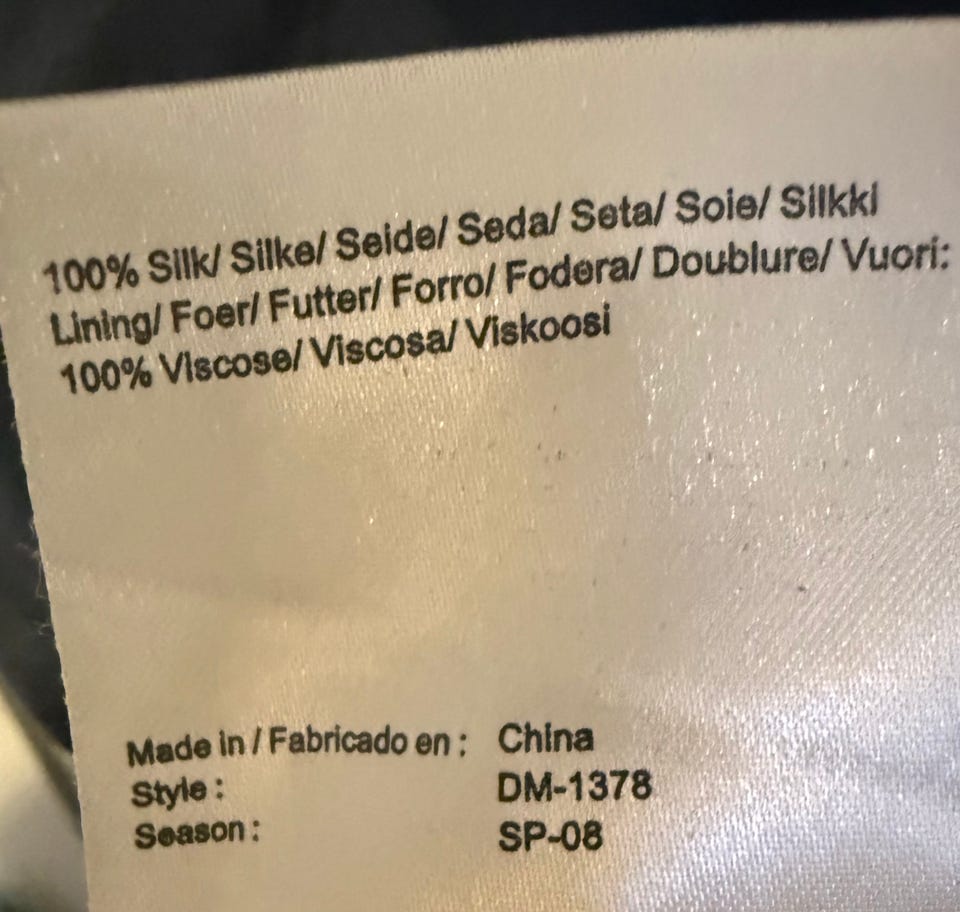 100% Silk/ Silke/ Seide/ Seda/ Seta/ Soie/ Silkki
Lining/ Foer/ Futter/ Forro/ Fodera/ Doublure/ Vuori:
100% Viscose/ Viscosa/ Viskoosi
Made in / Fabricado en : China
Style : DM-1378
Season : SP-08